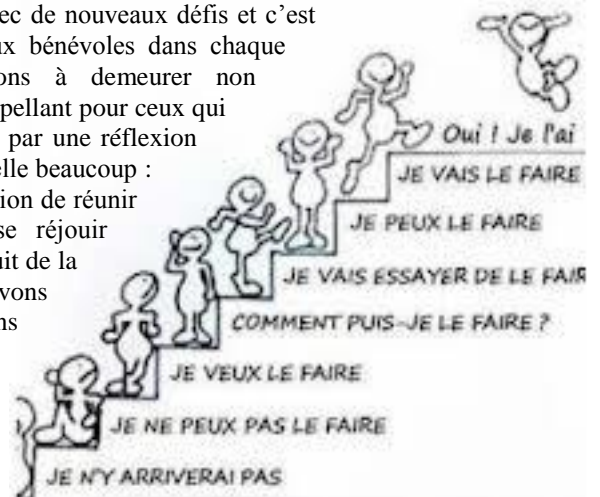 ec de nouveaux défis et c'est
ux bénévoles dans chaque
ons à demeurer non
pellant pour ceux qui
par une réflexion
elle beaucoup :
ion de réunir
se réjouir
uit de la
vons
ns
Oui ! Je l'ai
JE VAIS LE FAIRE
JE PEUX LE FAIRE
JE VAIS ESSAYER DE LE FAIR
COMMENT PUIS-JE LE FAIRE ?
JE VEUX LE FAIRE
JE NE PEUX PAS LE FAIRE
JE N'Y ARRIVERAI PAS